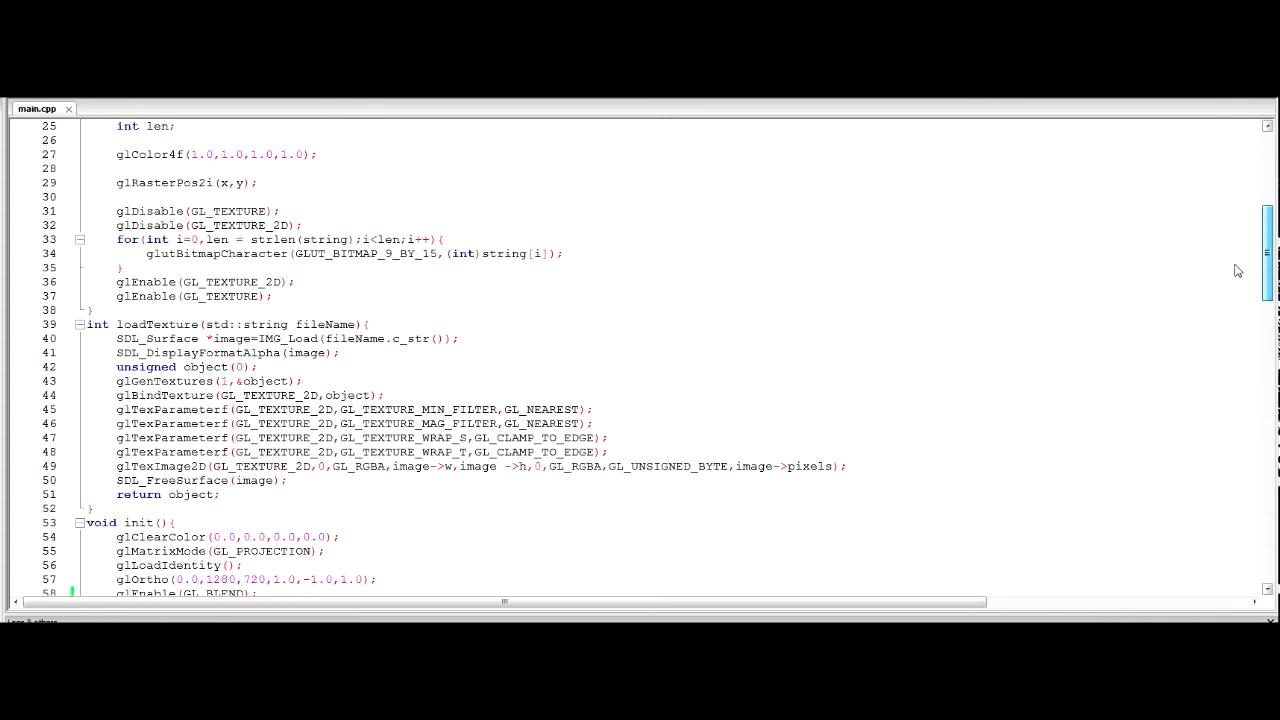 main.cpp
25 int len;
26
27 glColor4f(1.0,1.0,1.0,1.0);
28
29 glRasterPos2i(x,y);
30
31 glDisable(GL_TEXTURE);
32 glDisable(GL_TEXTURE_2D);
33 for(int i=0,len = strlen(string);i<len;i++){
34 glutBitmapCharacter(GLUT_BITMAP_9_BY_15,(int)string[i]);
35 }
36 glEnable(GL_TEXTURE_2D);
37 glEnable(GL_TEXTURE);
38 }
39 int loadTexture(std::string fileName){
40 SDL_Surface *image=IMG_Load(fileName.c_str());
41 SDL_DisplayFormatAlpha(image);
42 unsigned object(0);
43 glGenTextures(1,&object);
44 glBindTexture(GL_TEXTURE_2D,object);
45 glTexParameterf(GL_TEXTURE_2D,GL_TEXTURE_MIN_FILTER,GL_NEAREST);
46 glTexParameterf(GL_TEXTURE_2D,GL_TEXTURE_MAG_FILTER,GL_NEAREST);
47 glTexParameterf(GL_TEXTURE_2D,GL_TEXTURE_WRAP_S,GL_CLAMP_TO_EDGE);
48 glTexParameterf(GL_TEXTURE_2D,GL_TEXTURE_WRAP_T,GL_CLAMP_TO_EDGE);
49 glTexImage2D(GL_TEXTURE_2D,0,GL_RGBA,image->w,image ->h,0,GL_RGBA,GL_UNSIGNED_BYTE,image->pixels);
50 SDL_FreeSurface(image);
51 return object;
52 }
53 void init(){
54 glClearColor(0.0,0.0,0.0,0.0);
55 glMatrixMode(GL_PROJECTION);
56 glLoadIdentity();
57 glOrtho(0.0,1280,720,1.0,-1.0,1.0);
58 glEnable(GL_BLEND);
Logs & others